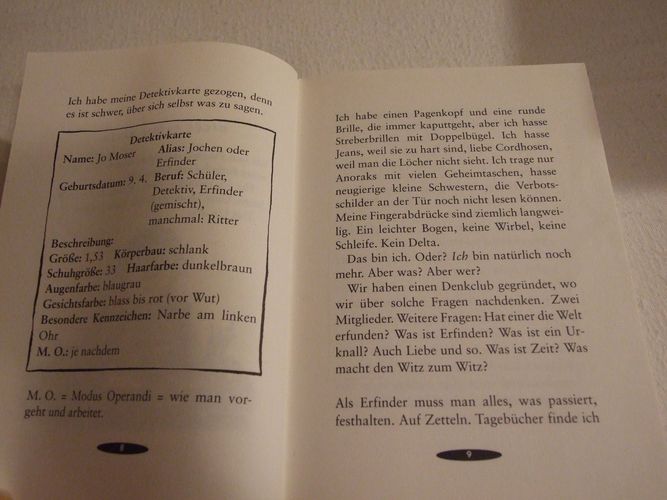 Ich habe meine Detektivkarte gezogen, denn
es ist schwer, über sich selbst was zu sagen.
Detektivkarte
Name: Jo Moser Alias: Jochen oder
Erfinder
Geburtsdatum: 9. 4. Beruf: Schüler,
Detektiv, Erfinder
(gemischt),
manchmal: Ritter
Beschreibung:
Größe: 1,53 Körperbau: schlank
Schuhgröße: 33 Haarfarbe: dunkelbraun
Augenfarbe: blaugrau
Gesichtsfarbe: blass bis rot (vor Wut)
Besondere Kennzeichen: Narbe am linken
Ohr
M. O.: je nachdem
M. O. = Modus Operandi = wie man vor-
geht und arbeitet.
8
Ich habe einen Pagenkopf und eine runde
Brille, die immer kaputtgeht, aber ich hasse
Streberbrillen mit Doppelbügel. Ich hasse
Jeans, weil sie zu hart sind, liebe Cordhosen,
weil man die Löcher nicht sieht. Ich trage nur
Anoraks mit vielen Geheimtaschen, hasse
neugierige kleine Schwestern, die Verbots-
schilder an der Tür noch nicht lesen können.
Meine Fingerabdrücke sind ziemlich langwei-
lig. Ein leichter Bogen, keine Wirbel, keine
Schleife. Kein Delta.
Das bin ich. Oder? Ich bin natürlich noch
mehr. Aber was? Aber wer?
Wir haben einen Denkclub gegründet, wo
wir über solche Fragen nachdenken. Zwei
Mitglieder. Weitere Fragen: Hat einer die Welt
erfunden? Was ist Erfinden? Was ist ein Ur-
knall? Auch Liebe und so. Was ist Zeit? Was
macht den Witz zum Witz?
Als Erfinder muss man alles, was passiert,
festhalten. Auf Zetteln. Tagebücher finde ich
9